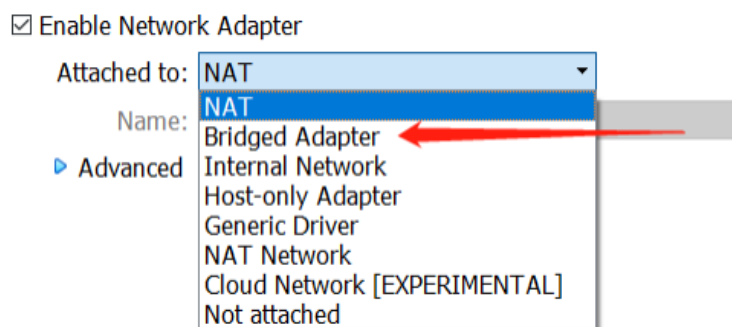 Enable Network Adapter
Attached to: NAT
NAT
Name:
Bridged Adapter
Advanced
Internal Network
Host-only Adapter
Generic Driver
NAT Network
Cloud Network [EXPERIMENTAL]
Not attached